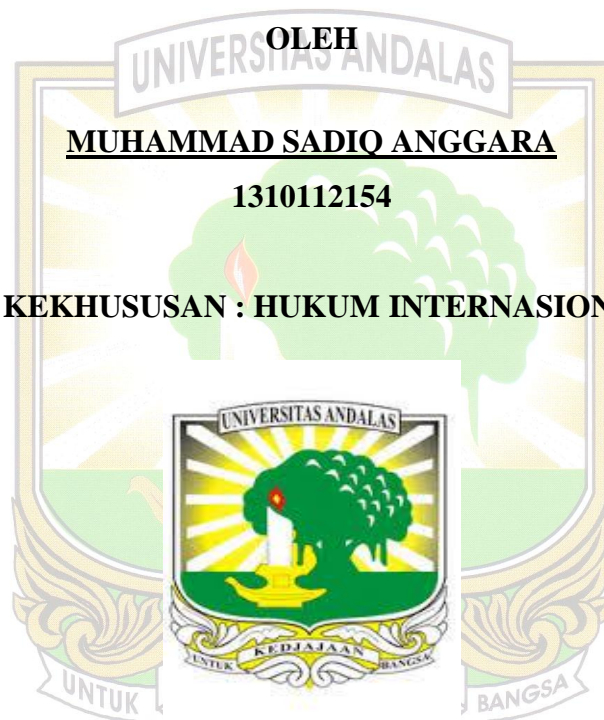 OLEH
UNIVERSITAS ANDALAS
MUHAMMAD SADIQ ANGGARA
1310112154
KEKHUSUSAN : HUKUM INTERNASION
UNIVERSITAS ANDALAS
UNTUK KEDJAJAAN BANGSA
UNTUK BANGSA